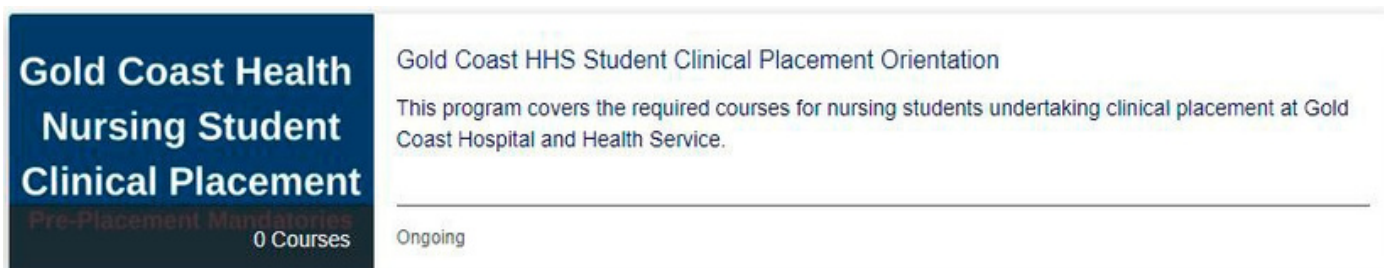 Gold Coast Health
Nursing Student
Clinical Placement
Pre-Placement Mandatories
0 Courses
Gold Coast HHS Student Clinical Placement Orientation
This program covers the required courses for nursing students undertaking clinical placement at Gold
Coast Hospital and Health Service.
Ongoing